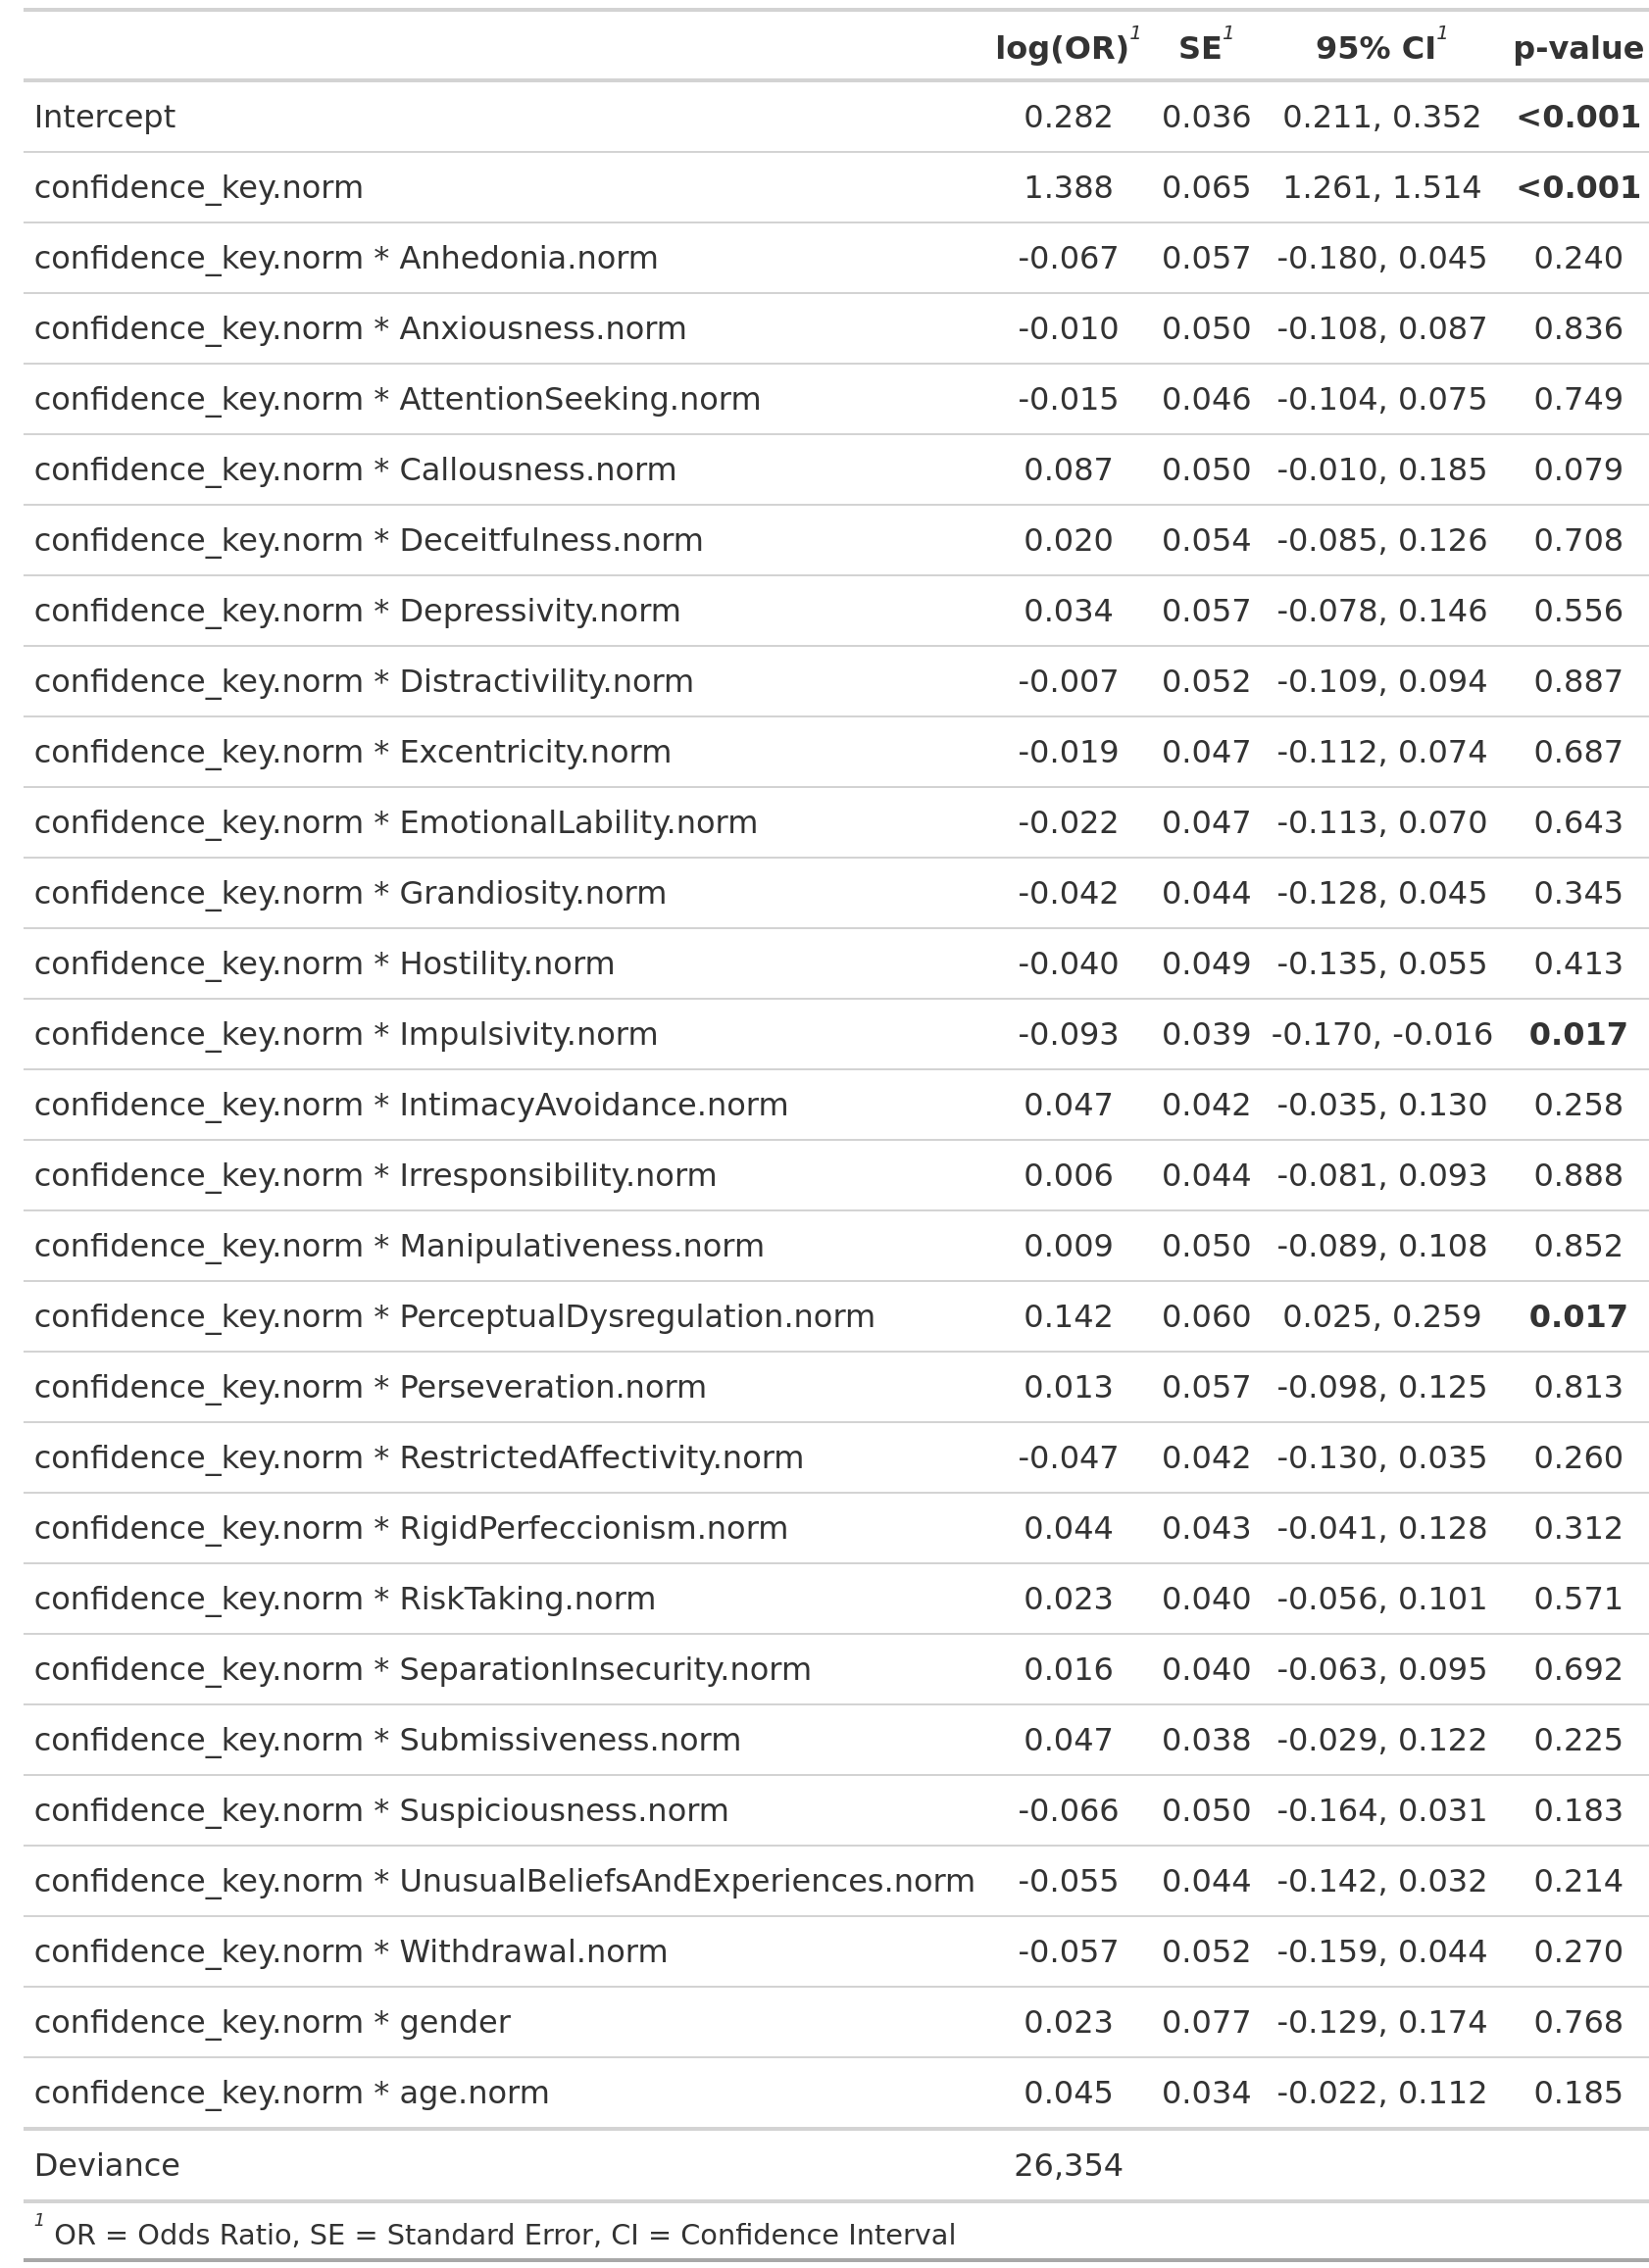 log(OR)1 SE1 95% CI1 p-value
Intercept 0.282 0.036 0.211, 0.352 <0.001
confidence_key.norm 1.388 0.065 1.261, 1.514 <0.001
confidence_key.norm * Anhedonia.norm -0.067 0.057 -0.180, 0.045 0.240
confidence_key.norm * Anxiousness.norm -0.010 0.050 -0.108, 0.087 0.836
confidence_key.norm * AttentionSeeking.norm -0.015 0.046 -0.104, 0.075 0.749
confidence_key.norm * Callousness.norm 0.087 0.050 -0.010, 0.185 0.079
confidence_key.norm * Deceitfulness.norm 0.020 0.054 -0.085, 0.126 0.708
confidence_key.norm * Depressivity.norm 0.034 0.057 -0.078, 0.146 0.556
confidence_key.norm * Distractivility.norm -0.007 0.052 -0.109, 0.094 0.887
confidence_key.norm * Excentricity.norm -0.019 0.047 -0.112, 0.074 0.687
confidence_key.norm * EmotionalLability.norm -0.022 0.047 -0.113, 0.070 0.643
confidence_key.norm * Grandiosity.norm -0.042 0.044 -0.128, 0.045 0.345
confidence_key.norm * Hostility.norm -0.040 0.049 -0.135, 0.055 0.413
confidence_key.norm * Impulsivity.norm -0.093 0.039 -0.170, -0.016 0.017
confidence_key.norm * IntimacyAvoidance.norm 0.047 0.042 -0.035, 0.130 0.258
confidence_key.norm * Irresponsibility.norm 0.006 0.044 -0.081, 0.093 0.888
confidence_key.norm * Manipulativeness.norm 0.009 0.050 -0.089, 0.108 0.852
confidence_key.norm * PerceptualDysregulation.norm 0.142 0.060 0.025, 0.259 0.017
confidence_key.norm * Perseveration.norm 0.013 0.057 -0.098, 0.125 0.813
confidence_key.norm * RestrictedAffectivity.norm -0.047 0.042 -0.130, 0.035 0.260
confidence_key.norm * RigidPerfeccionism.norm 0.044 0.043 -0.041, 0.128 0.312
confidence_key.norm * RiskTaking.norm 0.023 0.040 -0.056, 0.101 0.571
confidence_key.norm * SeparationInsecurity.norm 0.016 0.040 -0.063, 0.095 0.692
confidence_key.norm * Submissiveness.norm 0.047 0.038 -0.029, 0.122 0.225
confidence_key.norm * Suspiciousness.norm -0.066 0.050 -0.164, 0.031 0.183
confidence_key.norm * UnusualBeliefsAndExperiences.norm -0.055 0.044 -0.142, 0.032 0.214
confidence_key.norm * Withdrawal.norm -0.057 0.052 -0.159, 0.044 0.270
confidence_key.norm * gender 0.023 0.077 -0.129, 0.174 0.768
confidence_key.norm * age.norm 0.045 0.034 -0.022, 0.112 0.185
Deviance 26,354
1 OR = Odds Ratio, SE = Standard Error, CI = Confidence Interval